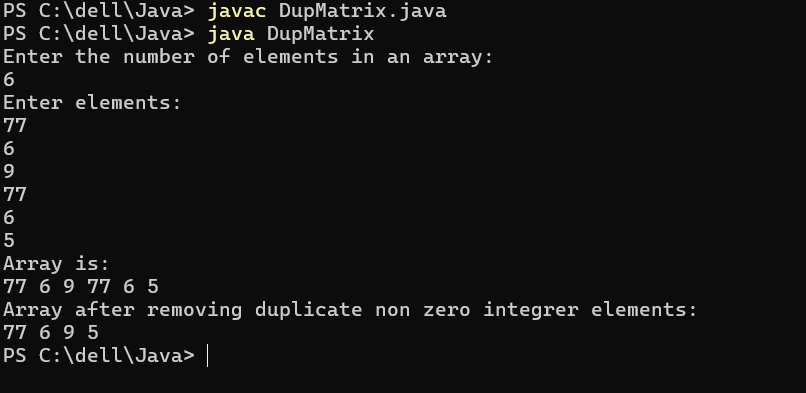 PS C:\dell\Java> javac DupMatrix.java
PS C:\dell\Java> java DupMatrix
Enter the number of elements in an array:
6
Enter elements:
77
6
9
77
6
5
Array is:
77 6 9 77 6 5
Array after removing duplicate non zero integrer elements:
77 6 9 5
PS C:\dell\Java>